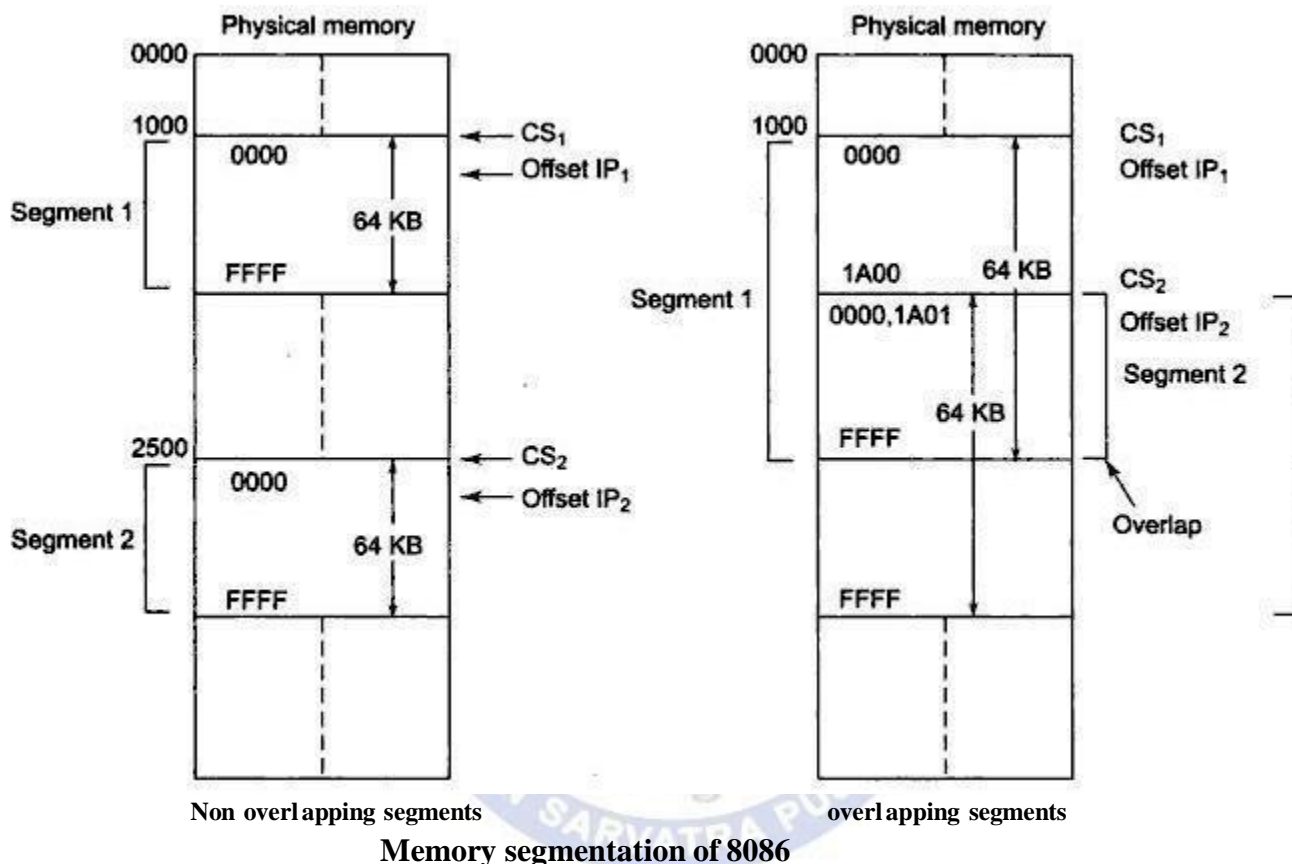 Physical memory
0000
1000
CS1
0000
Offset IP1
Segment 1
64 KB
FFFF
2500
CS2
0000
Offset IP2
Segment 2
64 KB
FFFF
Non overlapping segments
Physical memory
0000
1000
CS1
0000
Offset IP1
1A00
64 KB
CS2
Segment 1
0000,1A01
Offset IP2
Segment 2
64 KB
FFFF
Overlap
FFFF
overlapping segments
SARVATRA
Memory segmentation of 8086